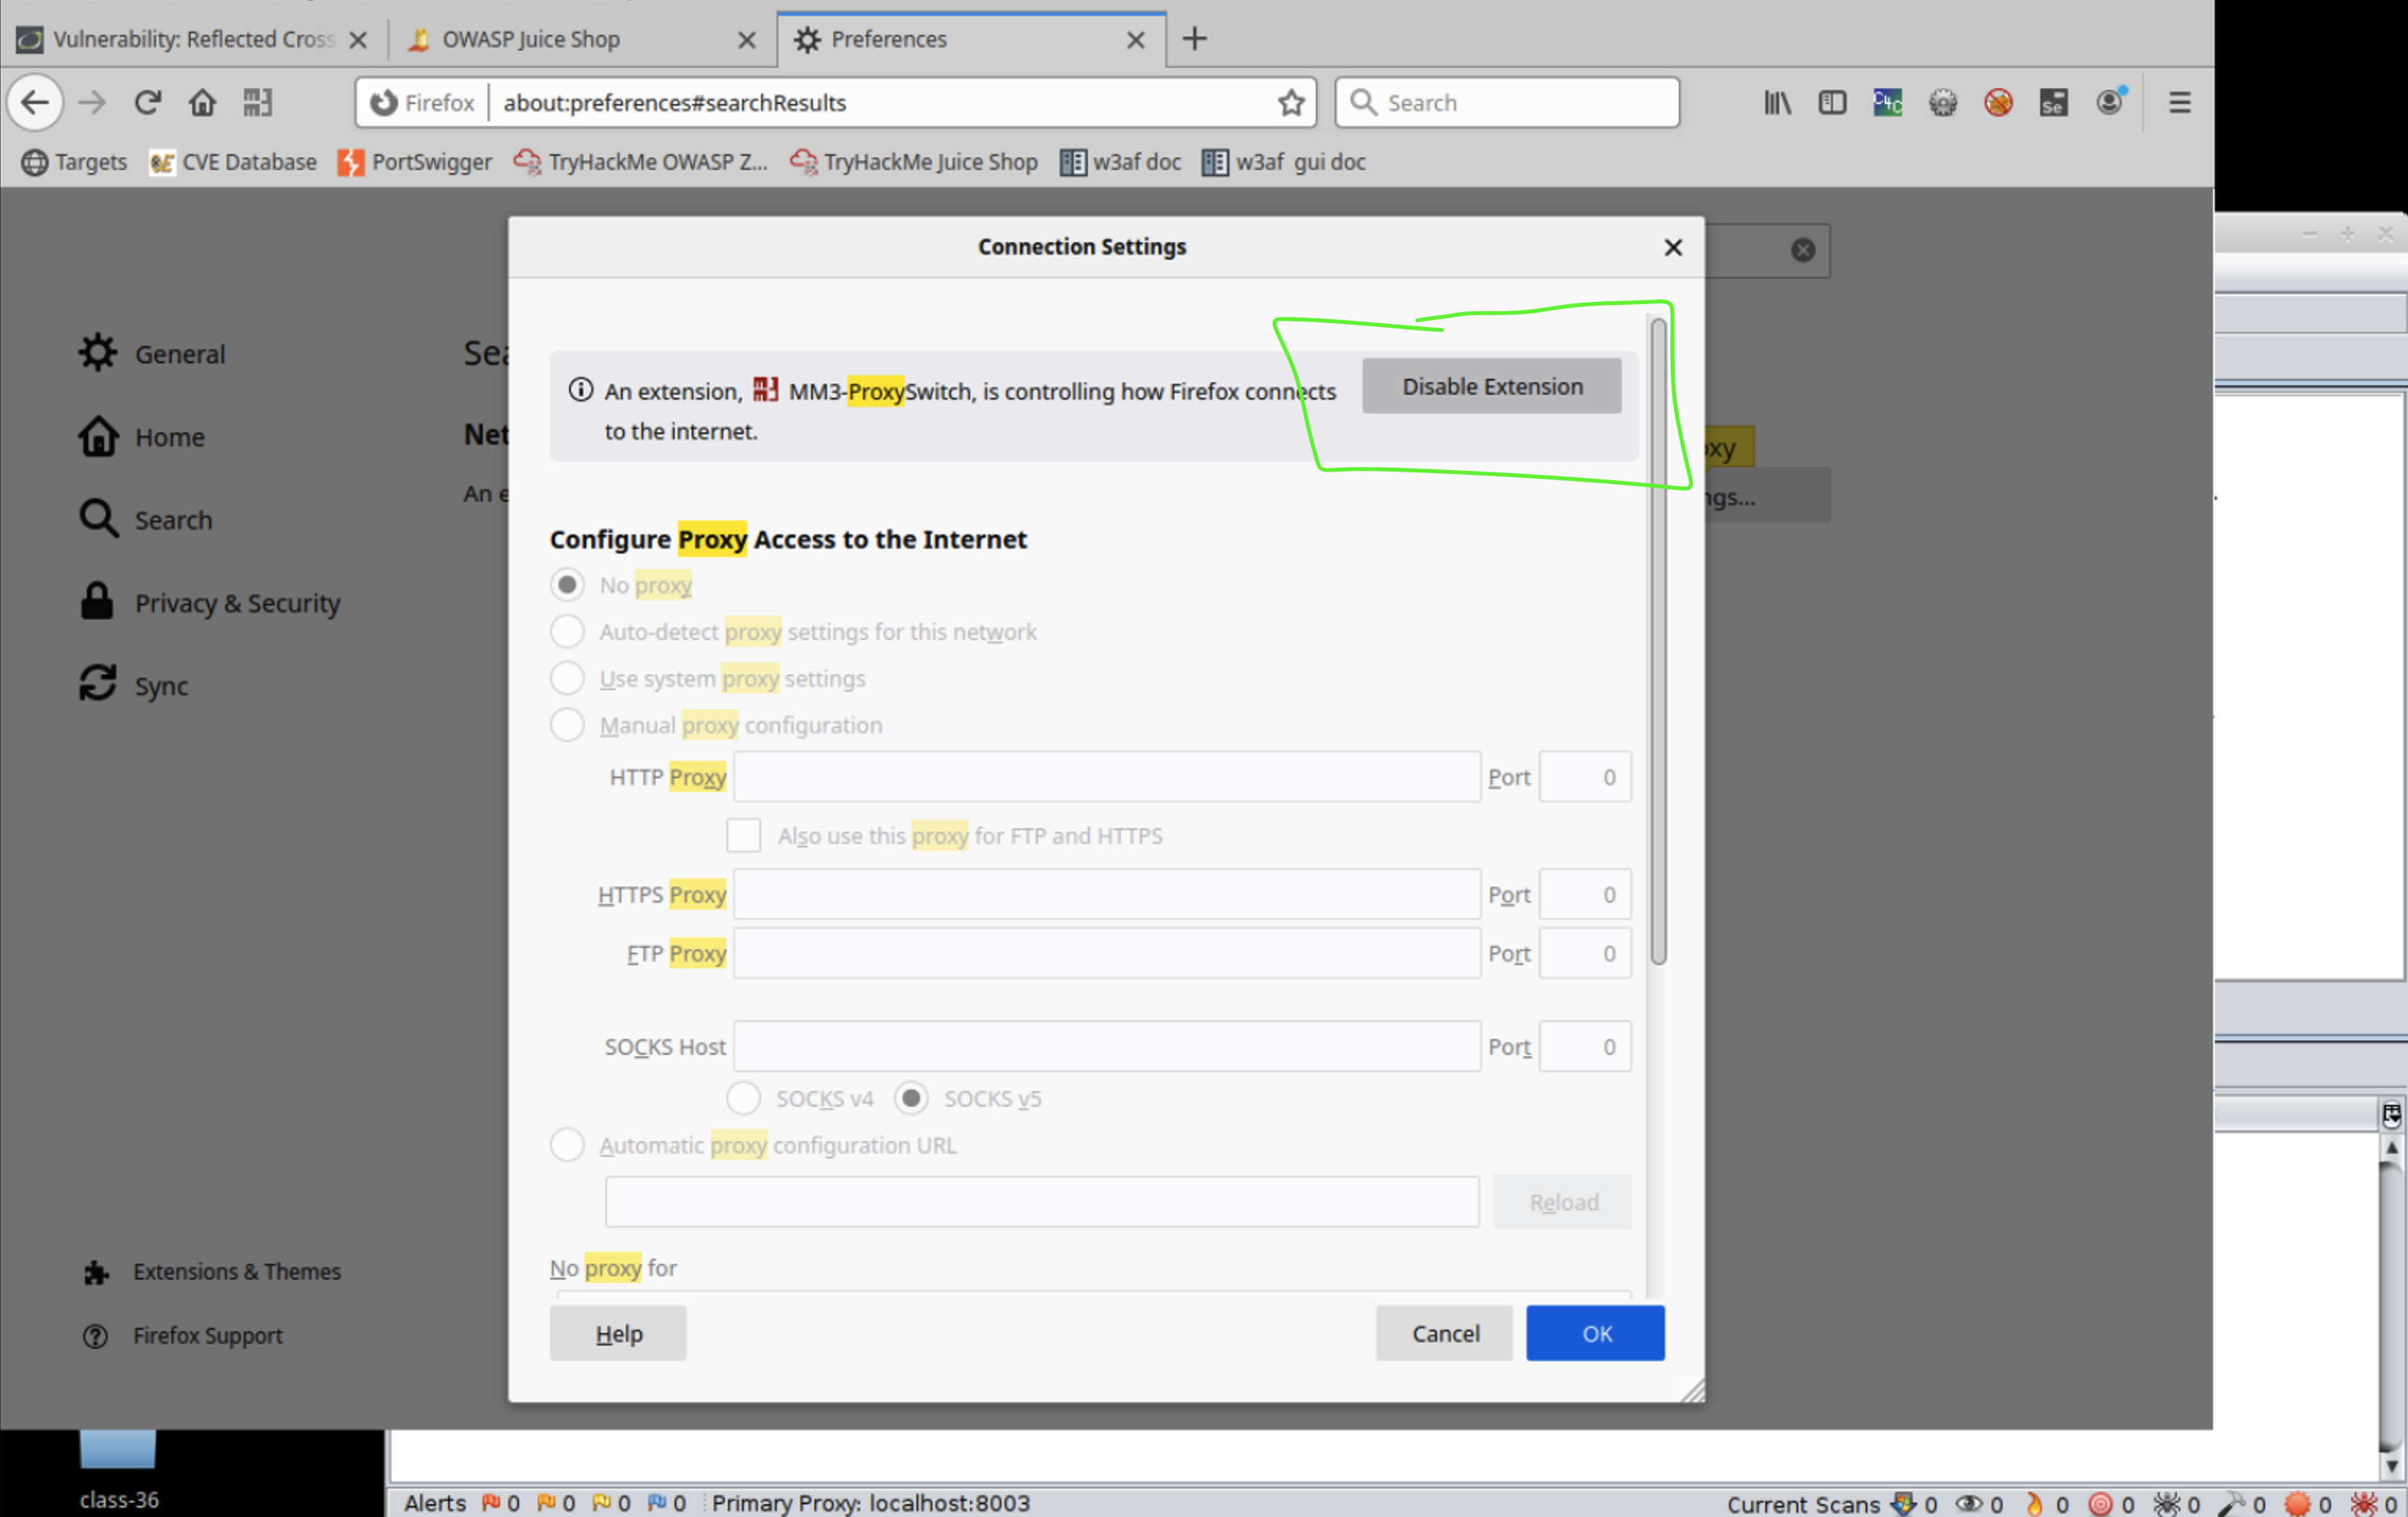 Vulnerability: Reflected Cross
OWASP Juice Shop
Preferences
Firefox
about:preferences#searchResults
Search
Targets
CVE Database
PortSwigger
TryHackMe OWASP Z...
TryHackMe Juice Shop
w3af doc
w3af gui doc
Connection Settings
General
Home
Search
Privacy & Security
Sync
Extensions & Themes
Firefox Support
An extension, MM3-ProxySwitch, is controlling how Firefox connects
to the internet.
Disable Extension
Configure Proxy Access to the Internet
No proxy
Auto-detect proxy settings for this network
Use system proxy settings
Manual proxy configuration
HTTP Proxy Port 0
Also use this proxy for FTP and HTTPS
HTTPS Proxy Port 0
FTP Proxy Port 0
SOCKS Host Port 0
SOCKS v4 SOCKS v5
Automatic proxy configuration URL
Reload
No proxy for
Help Cancel OK
class-36
Alerts 0 0 0 0 Primary Proxy: localhost:8003
Current Scans 0 0 0 0 0 0 0 0